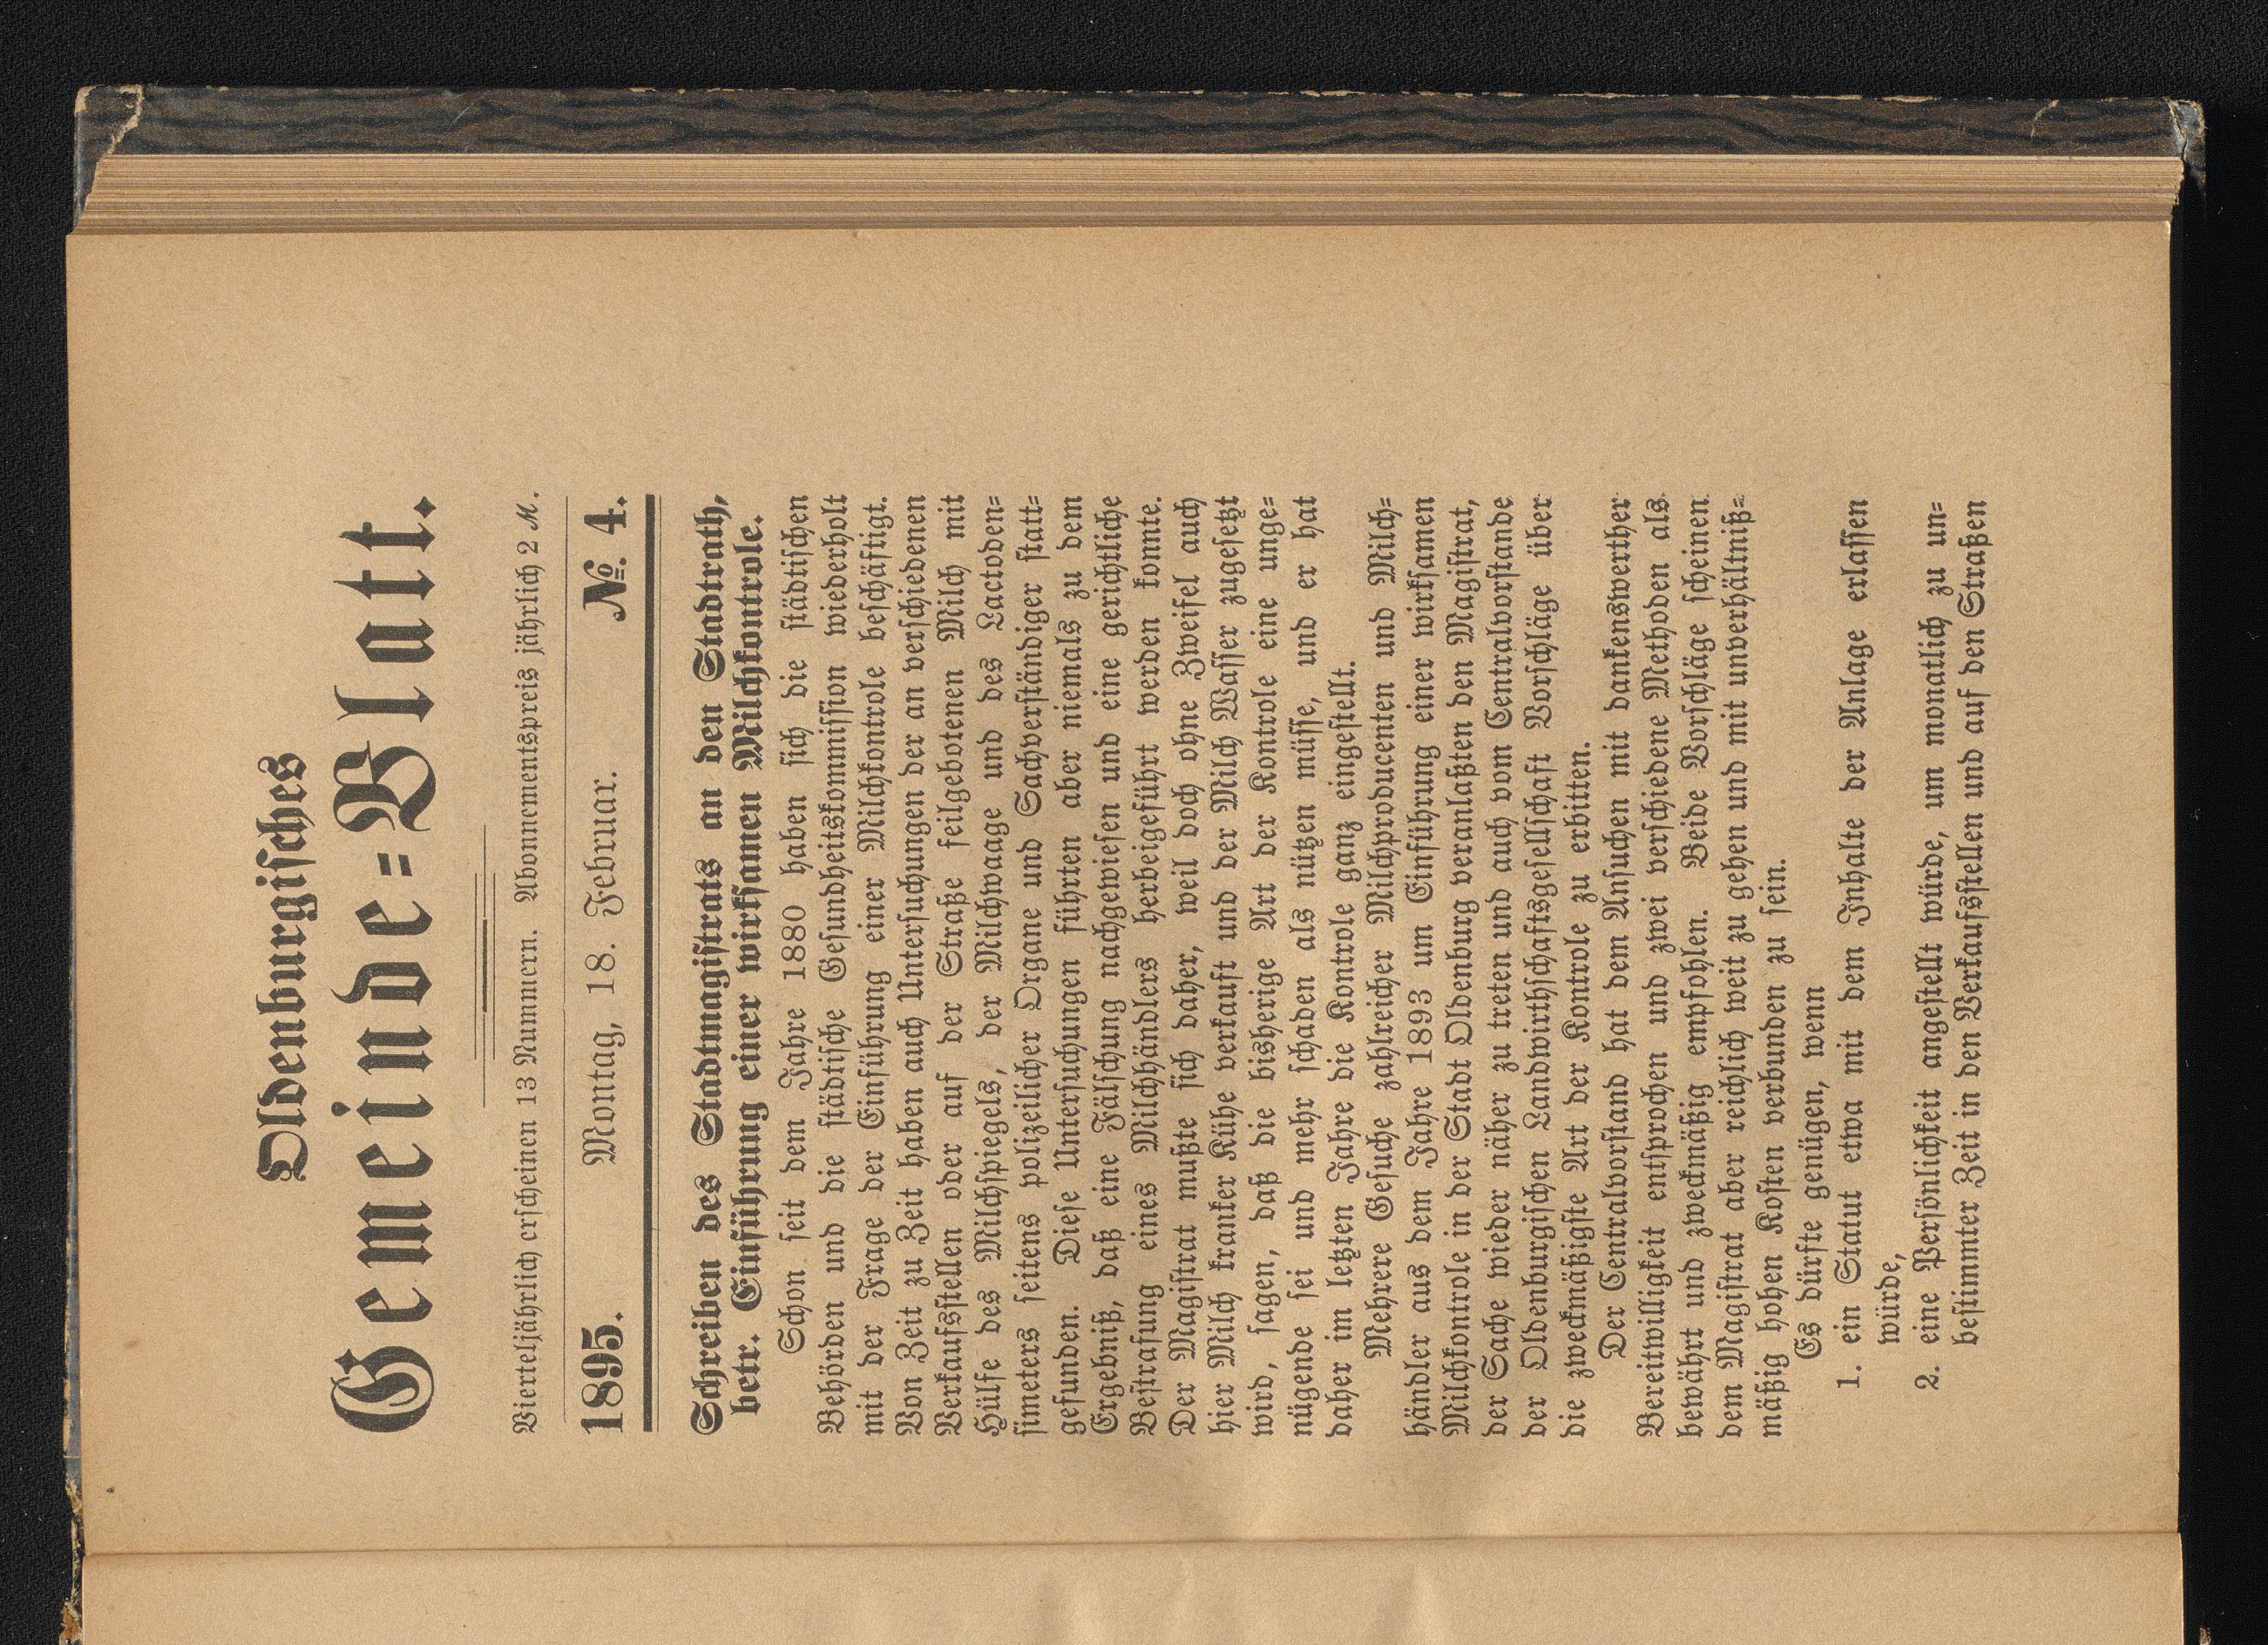 Oldenburgisches
Gemeinde=Blatt.
Vierteljährlich erscheinen 13 Nummern. Abonnementspreis jährlich 2 M.
1895. Montag, 18. Februar. №. 4.
Schreiben des Stadtmagistrats an den Stadtrath,
betr. Einführung einer wirksamen Milchkontrole.
Schon seit dem Jahre 1880 haben sich die städtischen
Behörden und die städtische Gesundheitskommission wiederholt
mit der Frage der Einführung einer Milchkontrole beschäftigt.
Von Zeit zu Zeit haben auch Untersuchungen der an verschiedenen
Verkaufsstellen oder auf der Straße feilgebotenen Milch mit
Hülfe des Milchspiegels, der Milchwaage und des Lactoden=
simeters seitens polizeilicher Organe und Sachverständiger statt=
gefunden. Diese Untersuchungen führten aber niemals zu dem
Ergebniß, daß eine Fälschung nachgewiesen und eine gerichtliche
Bestrafung eines Milchhändlers herbeigeführt werden konnte.
Der Magistrat mußte sich daher, weil doch ohne Zweifel auch
hier Milch kranker Kühe verkauft und der Milch Wasser zugesetzt
wird, sagen, daß die bisherige Art der Kontrole eine unge=
nügende sei und mehr schaden als nützen müsse, und er hat
daher im letzten Jahre die Kontrole ganz eingestellt.
Mehrere Gesuche zahlreicher Milchproducenten und Milch=
händler aus dem Jahre 1893 um Einführung einer wirksamen
Milchkontrole in der Stadt Oldenburg veranlaßten den Magistrat,
der Sache wieder näher zu treten und auch vom Centralvorstande
der Oldenburgischen Landwirthschaftsgesellschaft Vorschläge über
die zweckmäßigste Art der Kontrole zu erbitten.
Der Centralvorstand hat dem Ansuchen mit dankenswerther
Bereitwilligkeit entsprochen und zwei verschiedene Methoden als
bewährt und zweckmäßig empfohlen. Beide Vorschläge scheinen
dem Magistrat aber reichlich weit zu gehen und mit unverhältniß=
mäßig hohen Kosten verbunden zu sein.
Es dürfte genügen, wenn
1. ein Statut etwa mit dem Inhalte der Anlage erlassen
würde,
2. eine Persönlichkeit angestellt würde, um monatlich zu un=
bestimmter Zeit in den Verkaufsstellen und auf den Straßen